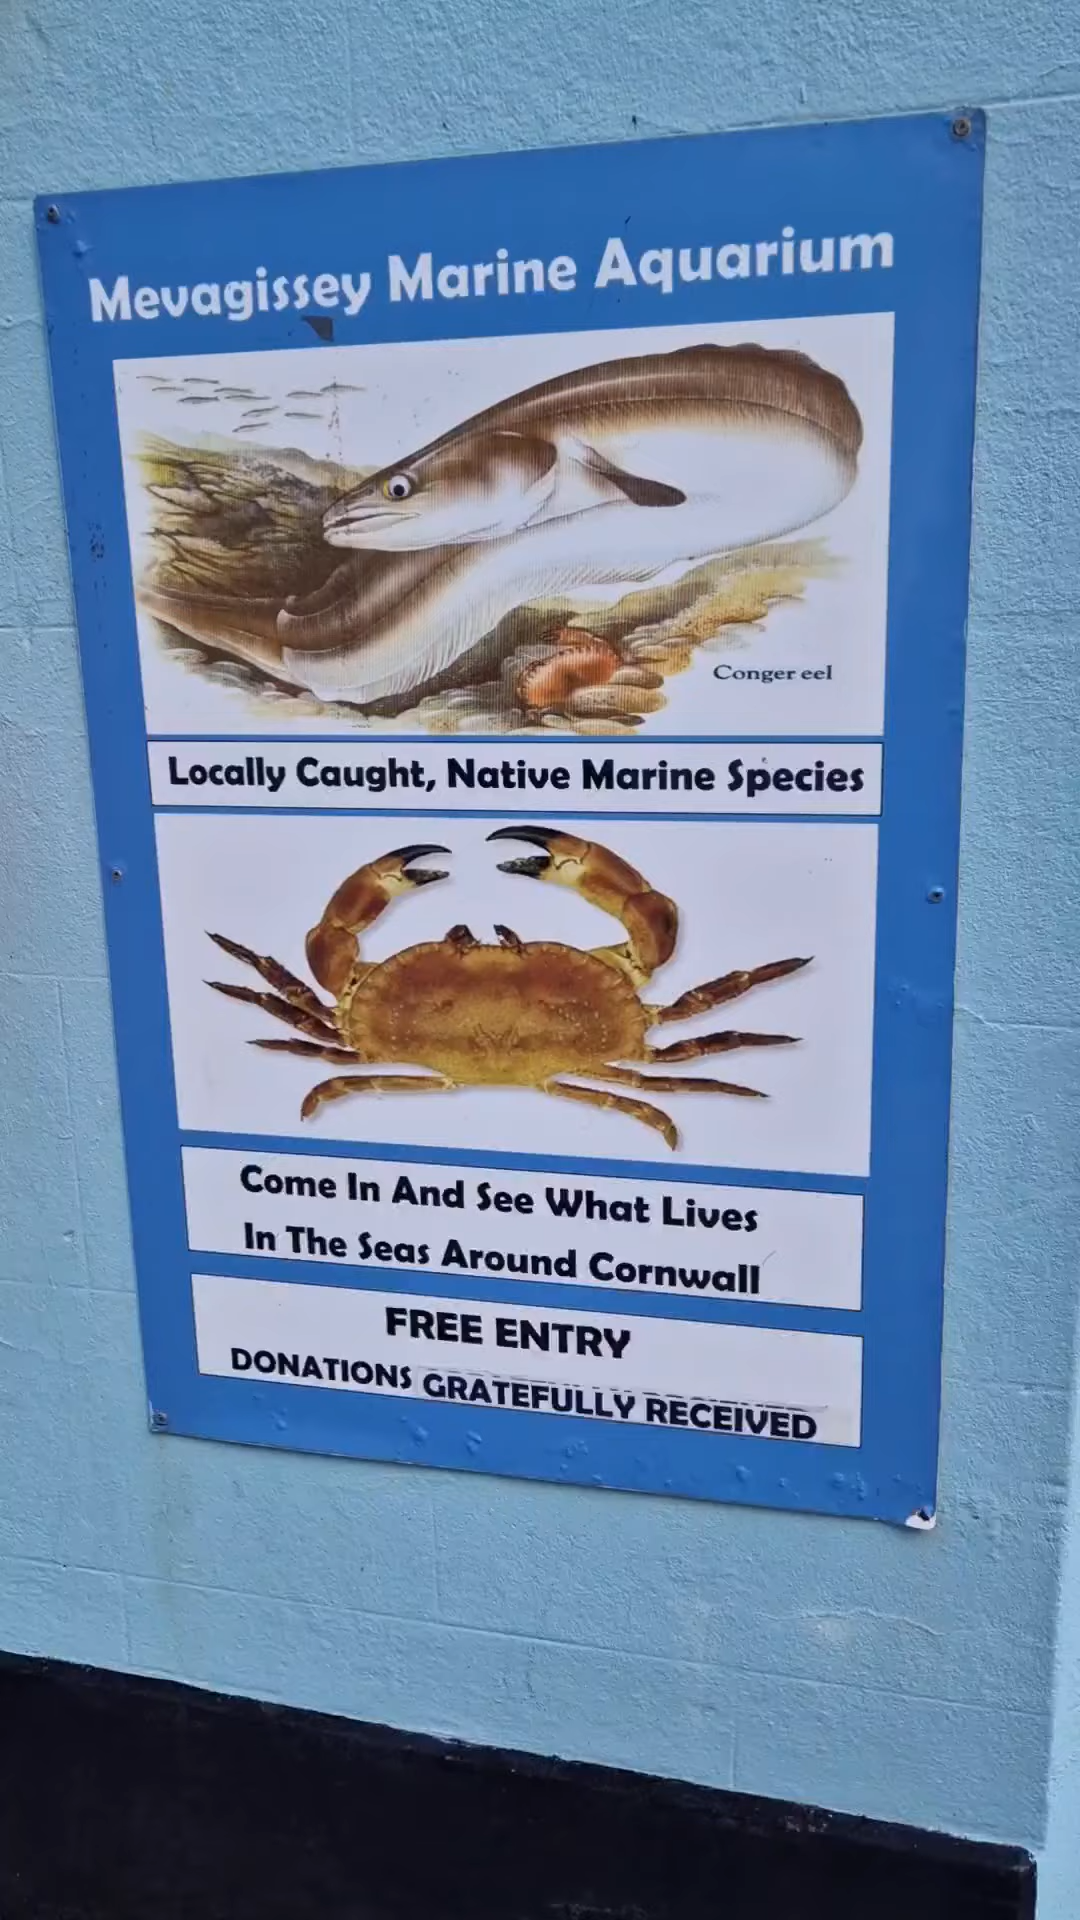 Mevagissey Marine Aquarium
Conger eel
Locally Caught, Native Marine Species
Come In And See What Lives
In The Seas Around Cornwall
FREE ENTRY
DONATIONS GRATEFULLY RECEIVED